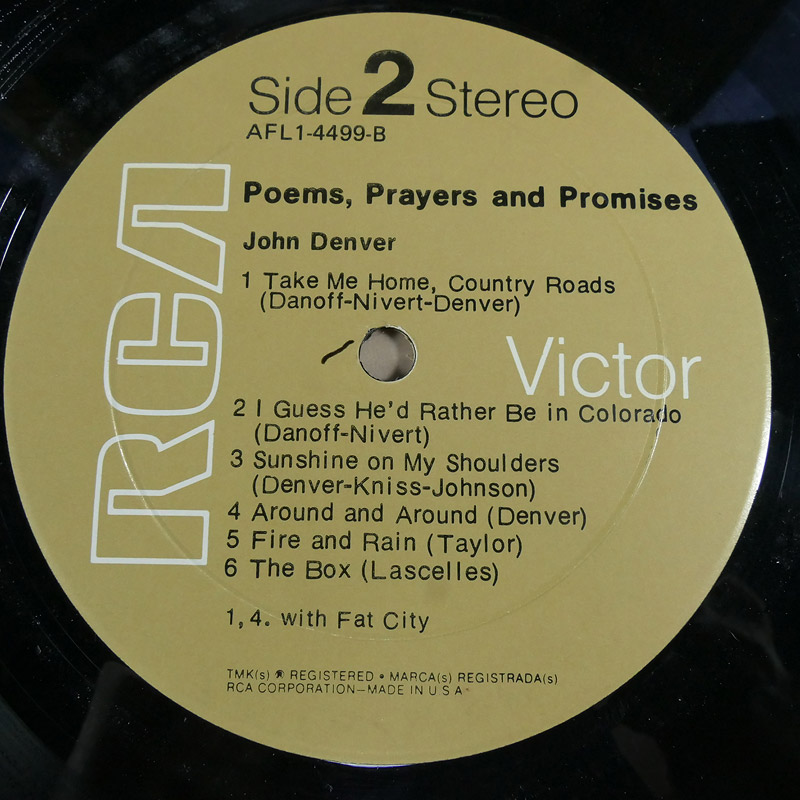 Side 2 Stereo
AFL1-4499-B
RCA
Poems, Prayers and Promises
John Denver
1 Take Me Home, Country Roads
(Danoff-Nivert-Denver)
Victor
2 I Guess He'd Rather Be in Colorado
(Danoff-Nivert)
3 Sunshine on My Shoulders
(Denver-Kniss-Johnson)
4 Around and Around (Denver)
5 Fire and Rain (Taylor)
6 The Box (Lascelles)
1,4. with Fat City
TMK(s) ® REGISTERED • MARCA(s) REGISTRADA(s)
RCA CORPORATION—MADE IN U S A